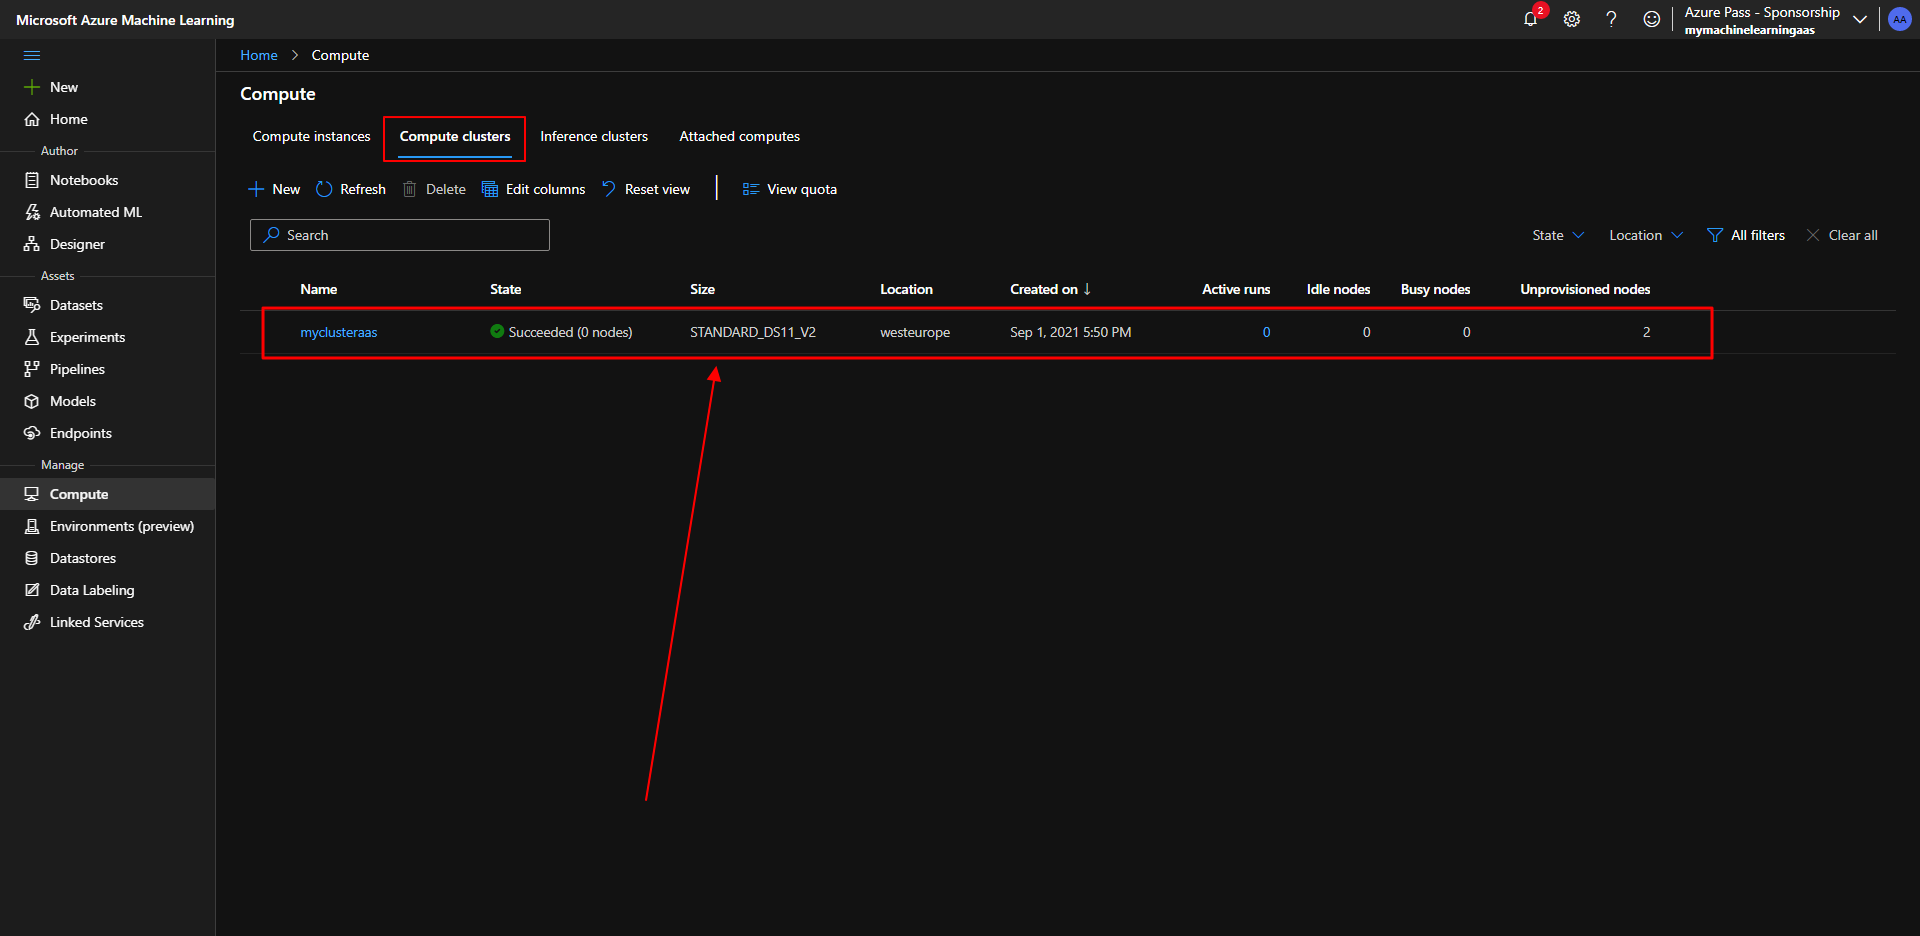 Microsoft Azure Machine Learning
2
Azure Pass - Sponsorship
mymachinelearningaas
AA
New
Home
Author
Notebooks
Automated ML
Designer
Assets
Datasets
Experiments
Pipelines
Models
Endpoints
Manage
Compute
Environments (preview)
Datastores
Data Labeling
Linked Services
Home > Compute
Compute
Compute instances Compute clusters Inference clusters Attached computes
New Refresh Delete Edit columns Reset view View quota
Search
State Location All filters Clear all
Name State Size Location Created on ↓ Active runs Idle nodes Busy nodes Unprovisioned nodes
myclusteraas Succeeded (0 nodes) STANDARD_DS11_V2 westeurope Sep 1, 2021 5:50 PM 0 0 0 2